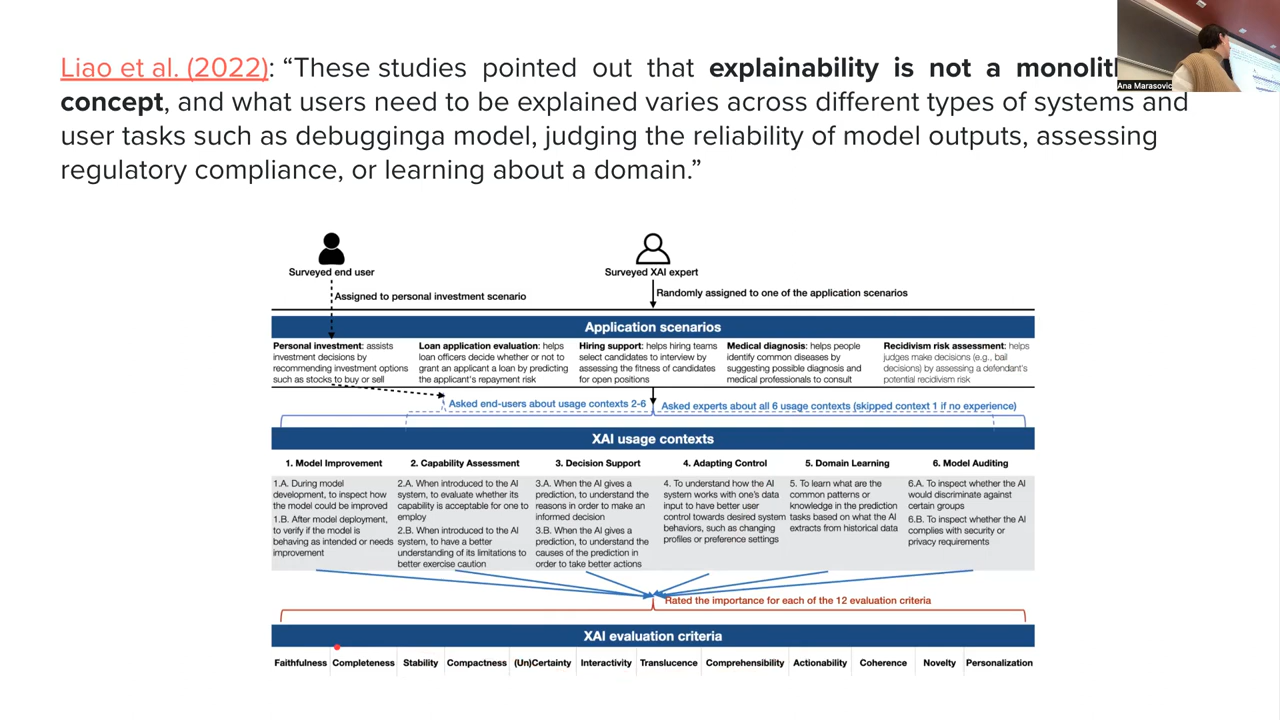 Liao et al. (2022): “These studies pointed out that explainability is not a
concept, and what users need to be explained varies across different types of systems and
user tasks such as debugginga model, judging the reliability of model outputs, assessing
regulatory compliance, or learning about a domain.”
Ana Marasovic
Surveyed end user
Surveyed XAI expert
Assigned to personal investment scenario
Randomly assigned to one of the application scenarios
Application scenarios
Personal investment: assists
investment decisions by
recommending investment options
such as stocks to buy or sell
Loan application evaluation: helps
loan officers decide whether or not to
grant an applicant a loan by predicting
the applicant's repayment risk
Hiring support: helps hiring teams
select candidates to interview by
assessing the fitness of candidates
for open positions
Medical diagnosis: helps people
identify common diseases by
suggesting possible diagnosis and
medical professionals to consult
Recidivism risk assessment: helps
judges make decisions (e.g., bail
decisions) by assessing a defendant's
potential recidivism risk
Asked end-users about usage contexts 2-6
Asked experts about all 6 usage contexts (skipped context 1 if no experience)
XAI usage contexts
1. Model Improvement
1.A. During model
development, to inspect how
the model could be improved
1.B. After model deployment,
to verify if the model is
behaving as intended or needs
improvement
2. Capability Assessment
2.A. When introduced to the AI
system, to evaluate whether its
capability is acceptable for one to
employ
2.B. When introduced to the AI
system, to have a better
understanding of its limitations to
better exercise caution
3. Decision Support
3.A. When the AI gives a
prediction, to understand the
reasons in order to make an
informed decision
3.B. When the AI gives a
prediction, to understand the
causes of the prediction in
order to take better actions
4. Adapting Control
4. To understand how the AI
system works with one's data
input to have better user
control towards desired system
behaviors, such as changing
profiles or preference settings
5. Domain Learning
5. To learn what are the
common patterns or
knowledge in the prediction
tasks based on what the AI
extracts from historical data
6. Model Auditing
6.A. To inspect whether the AI
would discriminate against
certain groups
6.B. To inspect whether the AI
complies with security or
privacy requirements
Rated the importance for each of the 12 evaluation criteria
XAI evaluation criteria
Faithfulness Completeness Stability Compactness (Un)Certainty Interactivity Translucence Comprehensibility Actionability Coherence Novelty Personalization